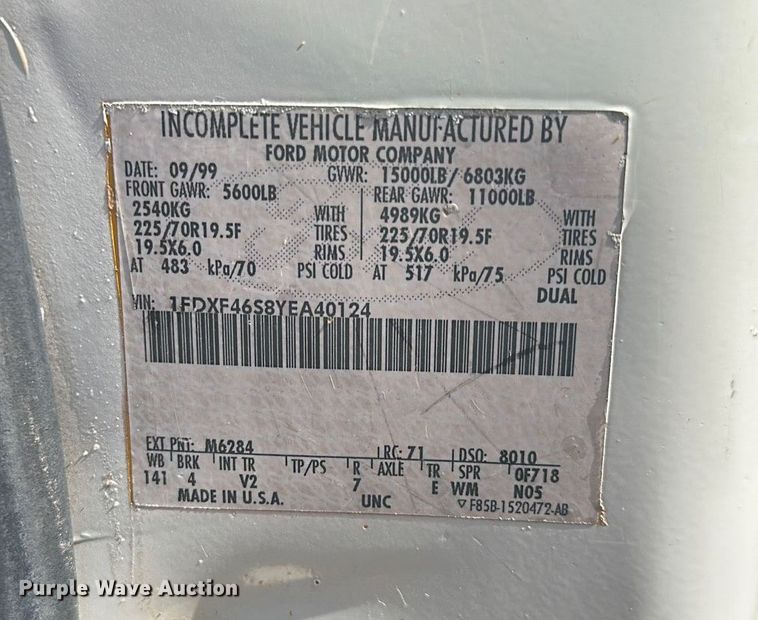 INCOMPLETE VEHICLE MANUFACTURED BY
FORD MOTOR COMPANY
DATE: 09/99 GVWR: 15000LB/ 6803KG
FRONT GAWR: 5600LB REAR GAWR: 11000LB
2540KG WITH 4989KG WITH
225/70R19.5F TIRES 225/70R19.5F TIRES
19.5X6.0 RIMS 19.5X6.0 RIMS
AT 483 kPa/70 PSI COLD AT 517 kPa/75 PSI COLD
DUAL
VIN: 1FDXF46S8YEA40124
EXT PNT: M6284 RC: 71 DSO: 8010
WB BRK INT TR TP/PS R AXLE TR SPR 0F718
141 4 V2 7 E WM N05
MADE IN U.S.A. UNC ▽ F85B-1520472-AB
Purple Wave Auction